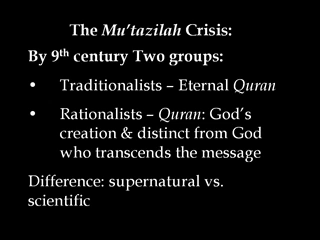 The Mu'tazilah Crisis:
By 9th century Two groups:
• Traditionalists – Eternal Quran
• Rationalists – Quran: God's
creation & distinct from God
who transcends the message
Difference: supernatural vs.
scientific